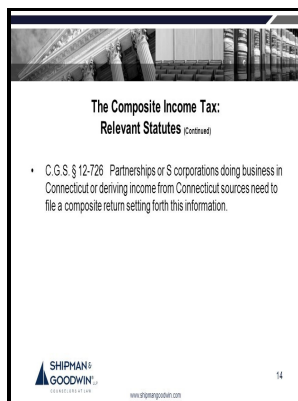 The Composite Income Tax:
Relevant Statutes (Continued)
• C.G.S. § 12-726 Partnerships or S corporations doing business in
Connecticut or deriving income from Connecticut sources need to
file a composite return setting forth this information.
SHIPMAN &
GOODWIN LLP
COUNSELORS AT LAW
14
www.shipmangoodwin.com